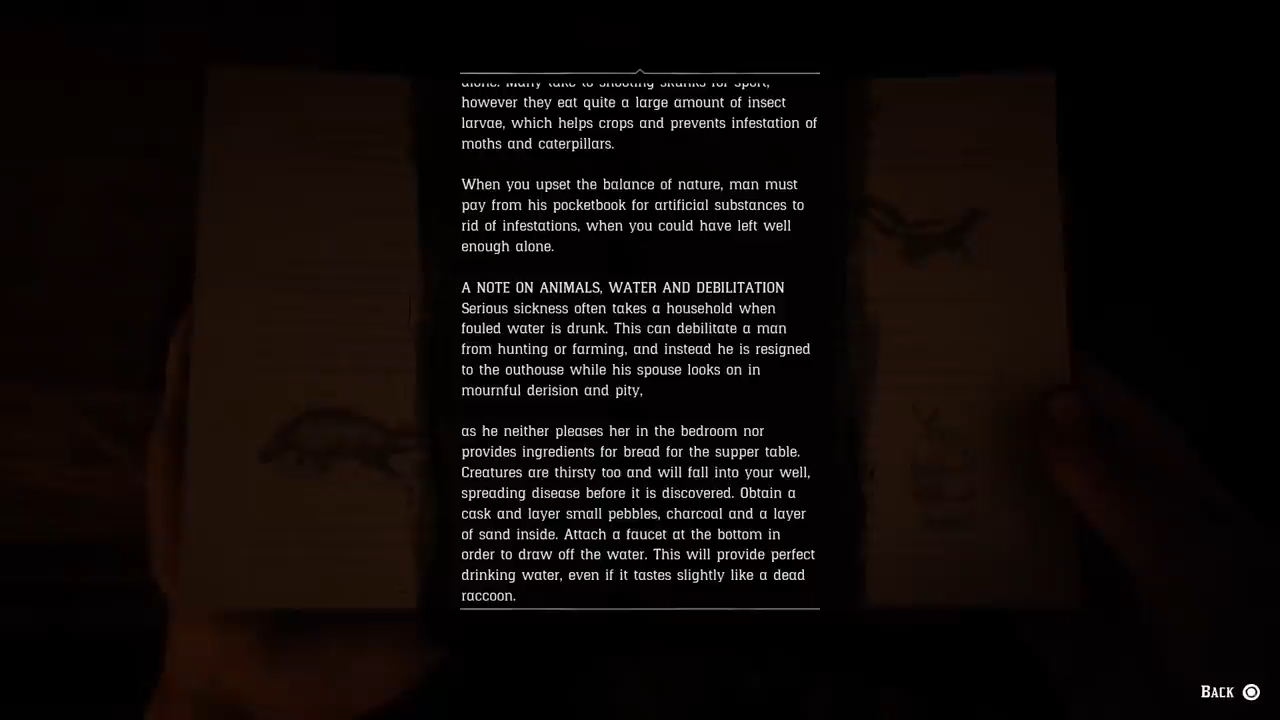 alone. Many take to shooting skunks for sport,
however they eat quite a large amount of insect
larvae, which helps crops and prevents infestation of
moths and caterpillars.
When you upset the balance of nature, man must
pay from his pocketbook for artificial substances to
rid of infestations, when you could have left well
enough alone.
A NOTE ON ANIMALS, WATER AND DEBILITATION
Serious sickness often takes a household when
fouled water is drunk. This can debilitate a man
from hunting or farming, and instead he is resigned
to the outhouse while his spouse looks on in
mournful derision and pity,
as he neither pleases her in the bedroom nor
provides ingredients for bread for the supper table.
Creatures are thirsty too and will fall into your well,
spreading disease before it is discovered. Obtain a
cask and layer small pebbles, charcoal and a layer
of sand inside. Attach a faucet at the bottom in
order to draw off the water. This will provide perfect
drinking water, even if it tastes slightly like a dead
raccoon.
BACK